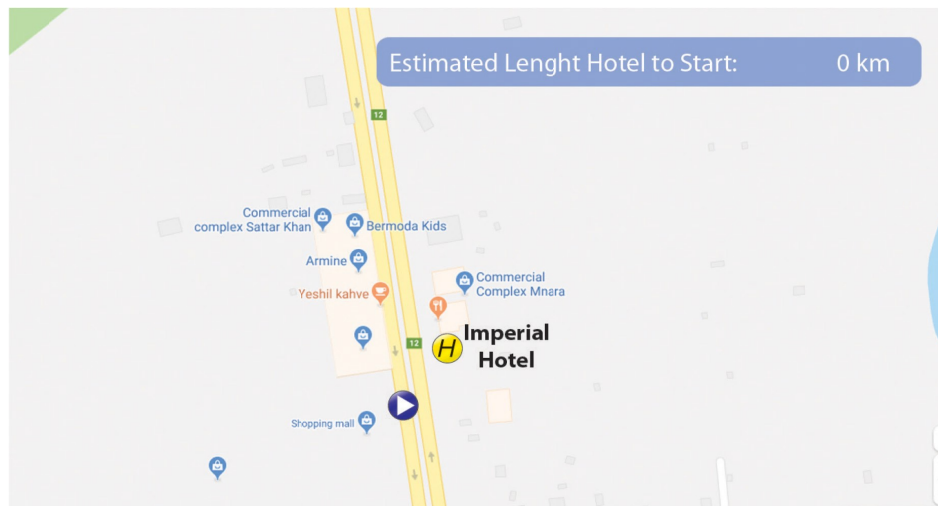 Estimated Lenght Hotel to Start: 0 km
12
Commercial
complex Sattar Khan
Bermoda Kids
Armine
Commercial
Complex Mnara
Yeshil kahve
H
Imperial
Hotel
12
Shopping mall